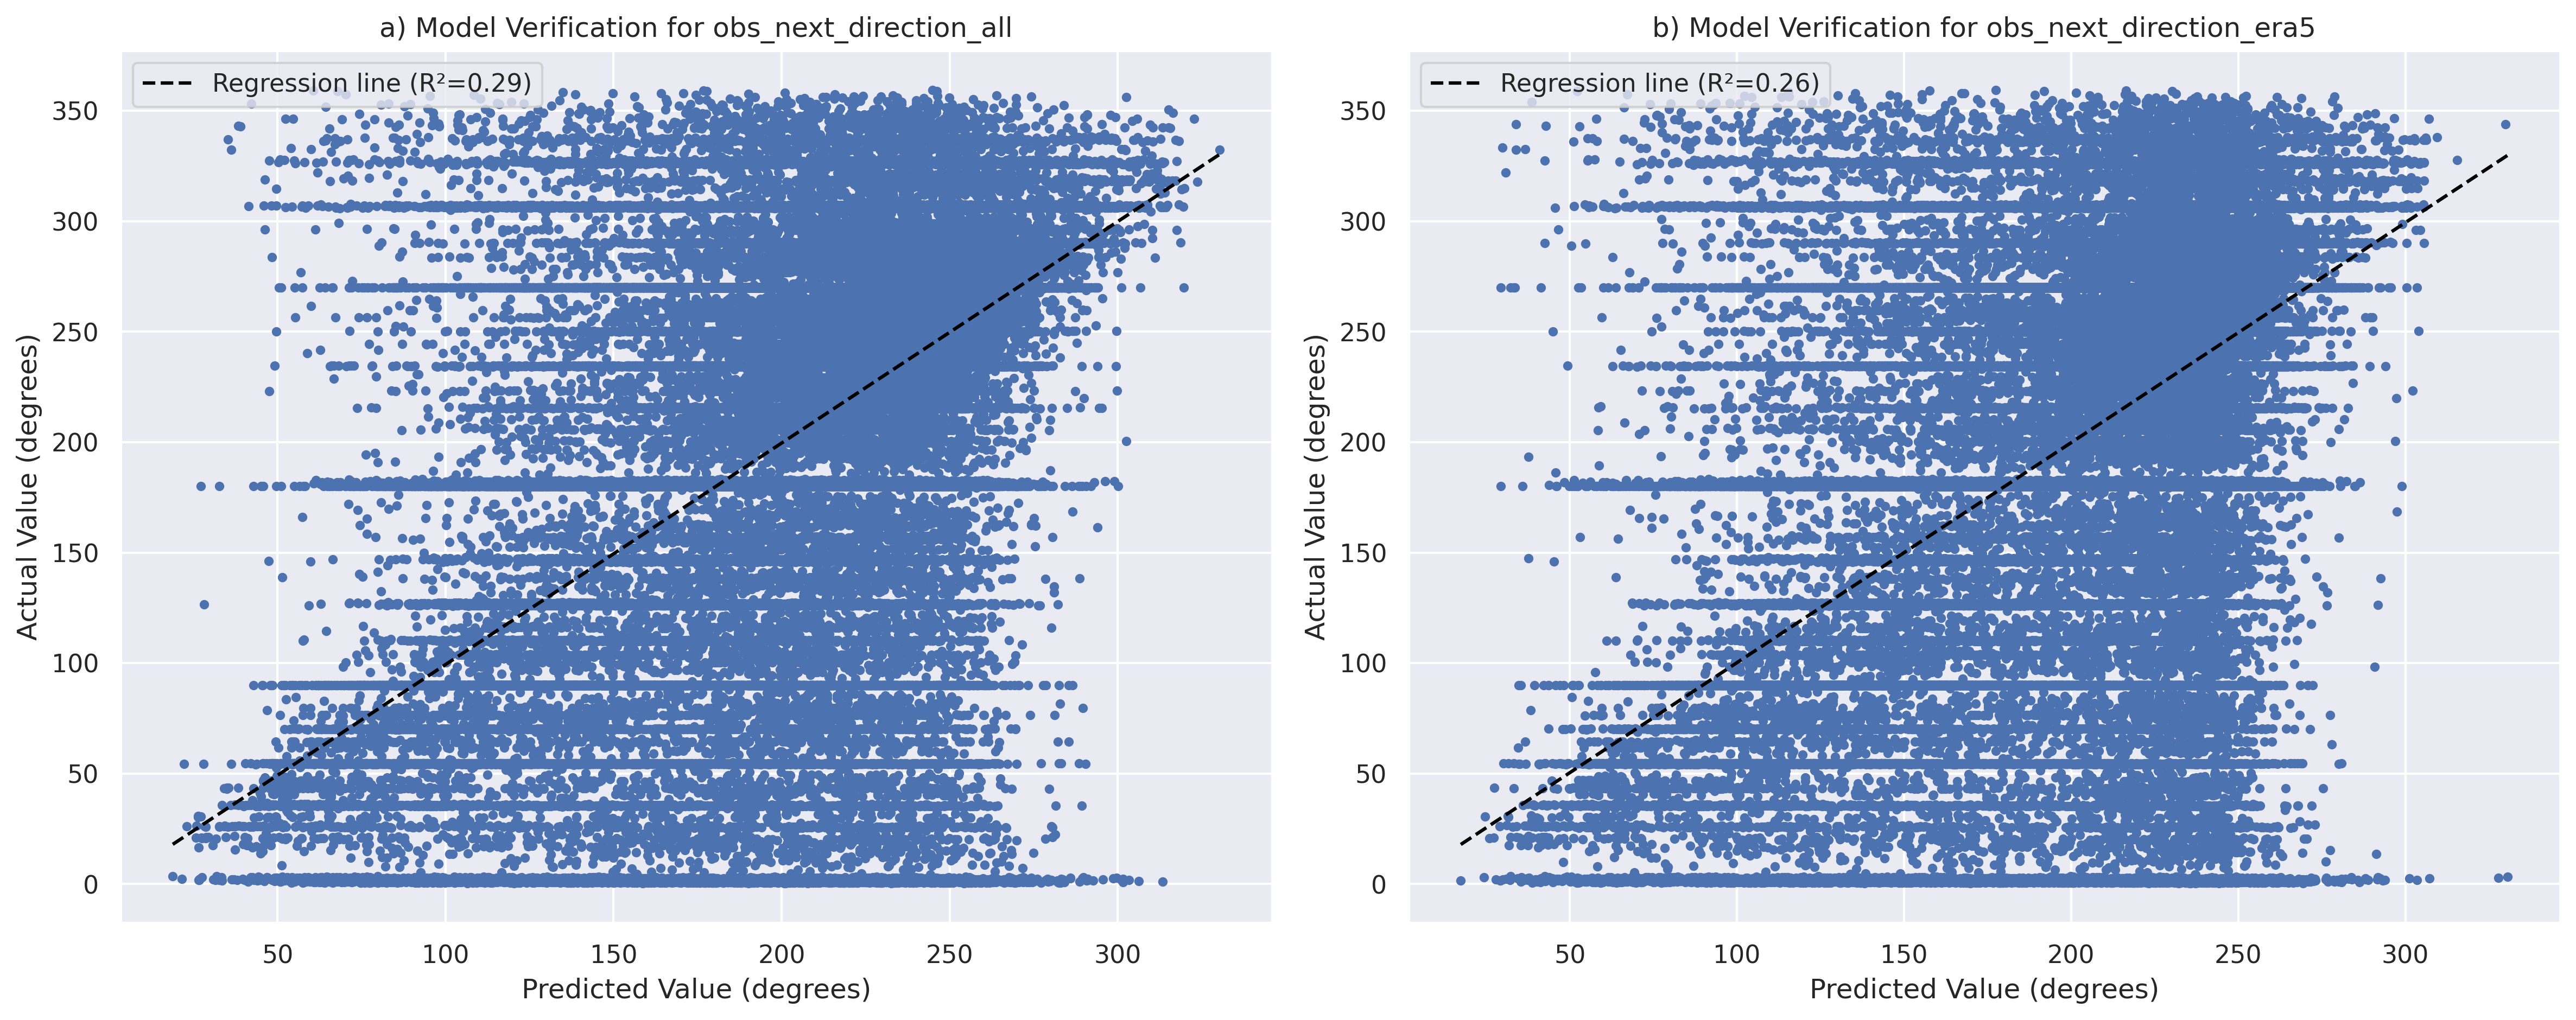 a) Model Verification for obs_next_direction_all
Regression line (R²=0.29)
350
300
250
200
150
100
50
0
Actual Value (degrees)
50 100 150 200 250 300
Predicted Value (degrees)
b) Model Verification for obs_next_direction_era5
Regression line (R²=0.26)
350
300
250
200
150
100
50
0
Actual Value (degrees)
50 100 150 200 250 300
Predicted Value (degrees)